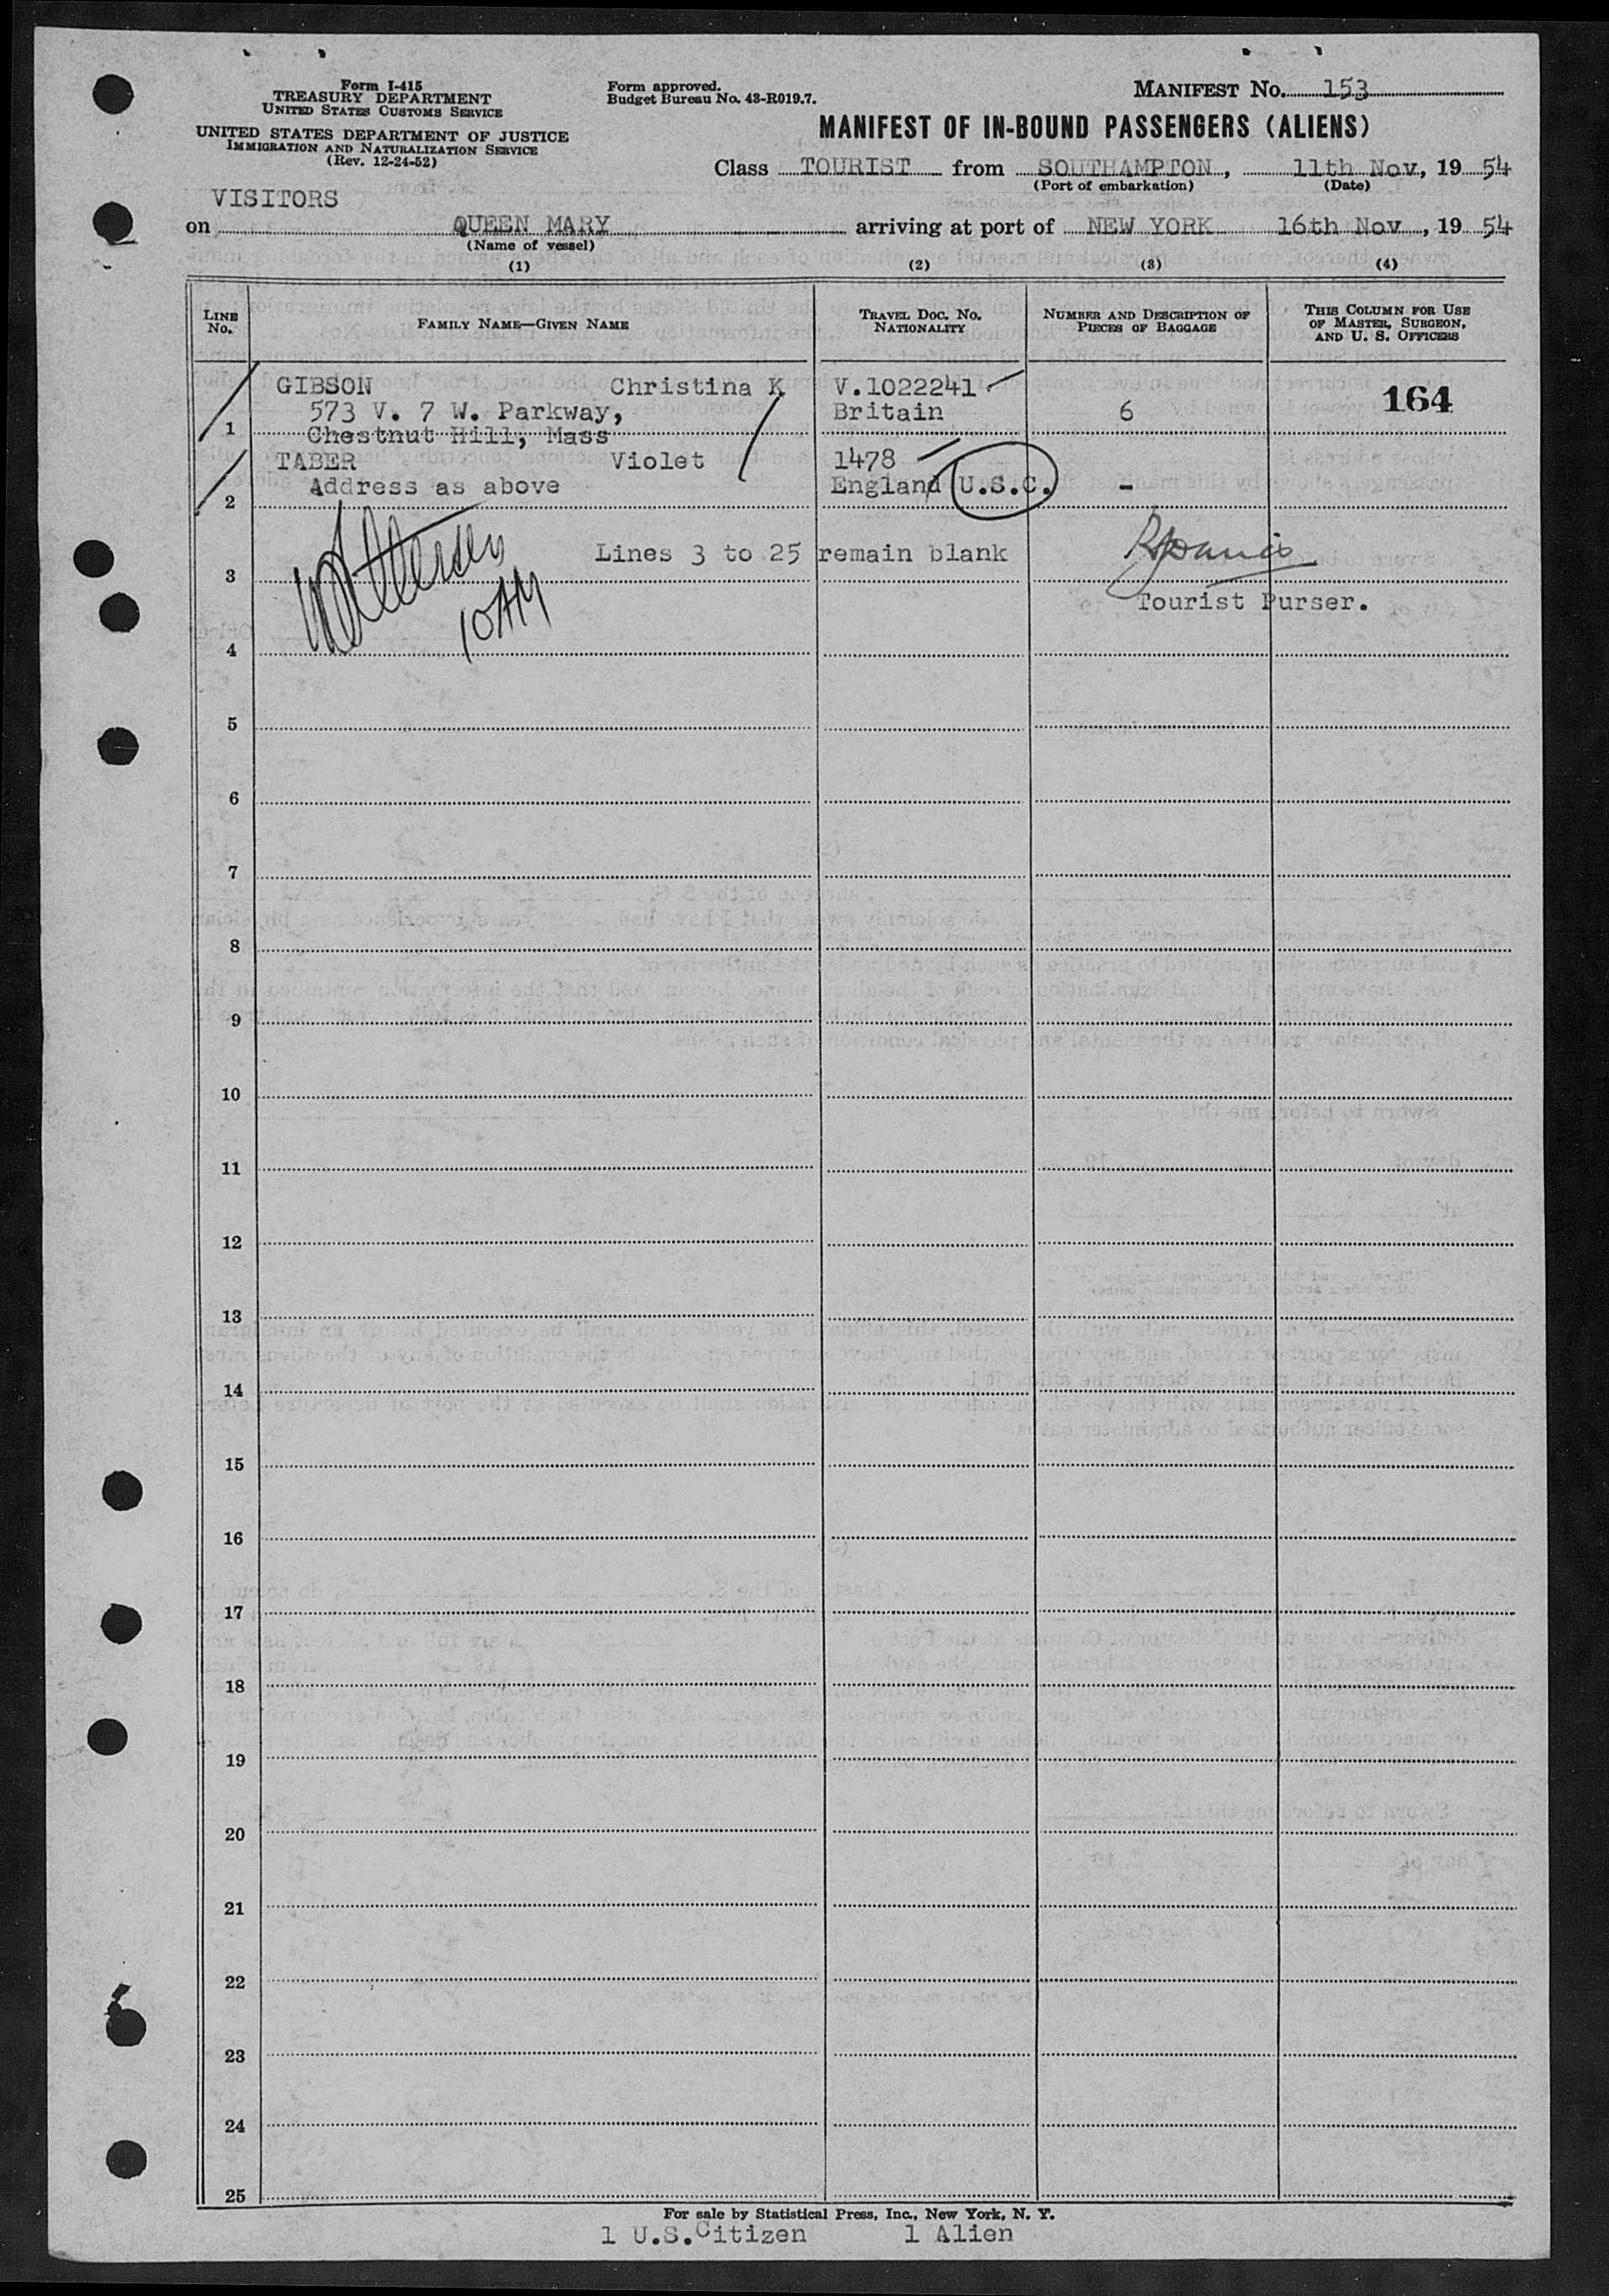 Form I-415
TREASURY DEPARTMENT
UNITED STATES CUSTOMS SERVICE
UNITED STATES DEPARTMENT OF JUSTICE
IMMIGRATION AND NATURALIZATION SERVICE
(Rev. 12-24-52)
Form approved.
Budget Bureau No. 43-R019.7.
MANIFEST No. 153
MANIFEST OF IN-BOUND PASSENGERS (ALIENS)
Class TOURIST from SOUTHAMPTON, 11th Nov, 19 54
(Port of embarkation) (Date)
VISITORS
on QUEEN MARY arriving at port of NEW YORK 16th Nov, 19 54
(Name of vessel)
(1) (2) (3) (4)
LINE No. FAMILY NAME—GIVEN NAME TRAVEL DOC. NO. NATIONALITY NUMBER AND DESCRIPTION OF PIECES OF BAGGAGE THIS COLUMN FOR USE OF MASTER, SURGEON, AND U. S. OFFICERS
GIBSON Christina K V.1022241
573 V. 7 W. Parkway, Britain 6 164
1 Chestnut Hill, Mass
TABER Violet 1478
Address as above England U.S.C. -
2
Lines 3 to 25 remain blank
3
Tourist Purser.
10AM
4
5
6
7
8
9
10
11
12
13
14
15
16
17
18
19
20
21
22
23
24
25
For sale by Statistical Press, Inc., New York, N. Y.
1 U.S.Citizen 1 Alien